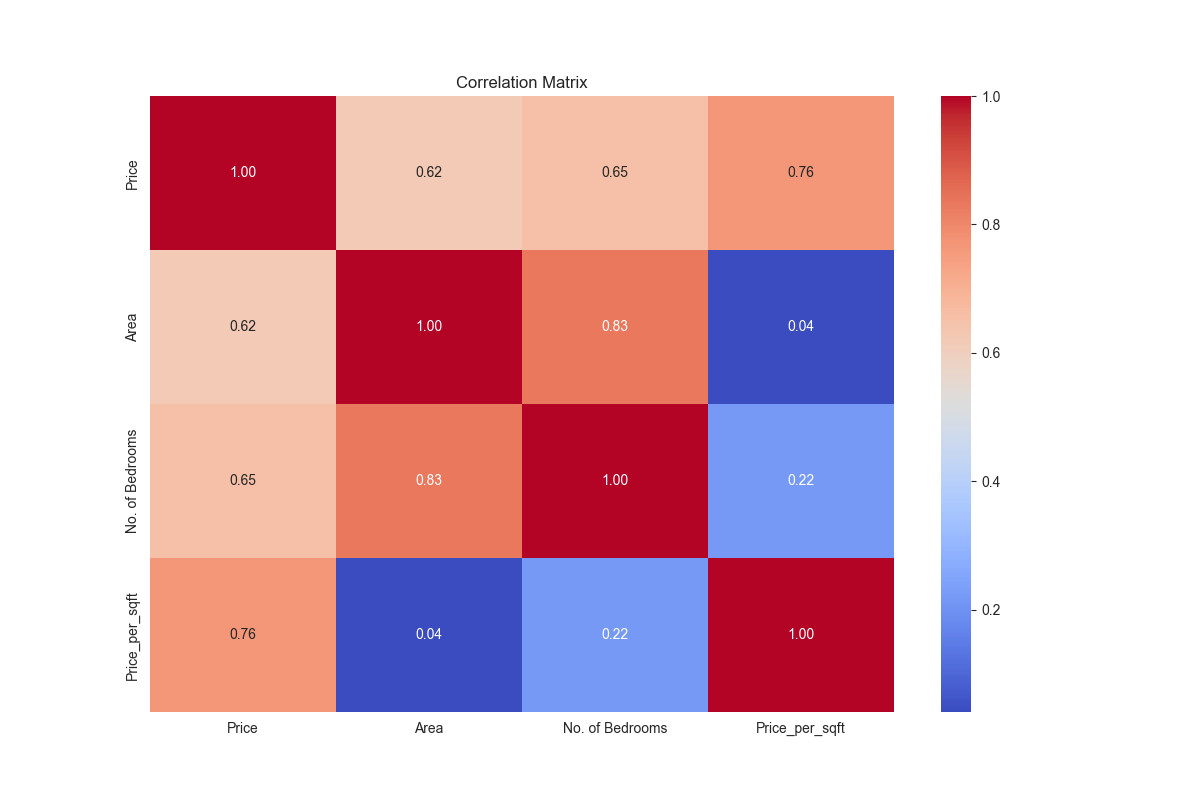 Correlation Matrix
Price 1.00 0.62 0.65 0.76
Area 0.62 1.00 0.83 0.04
No. of Bedrooms 0.65 0.83 1.00 0.22
Price_per_sqft 0.76 0.04 0.22 1.00
Price Area No. of Bedrooms Price_per_sqft
1.0
0.8
0.6
0.4
0.2